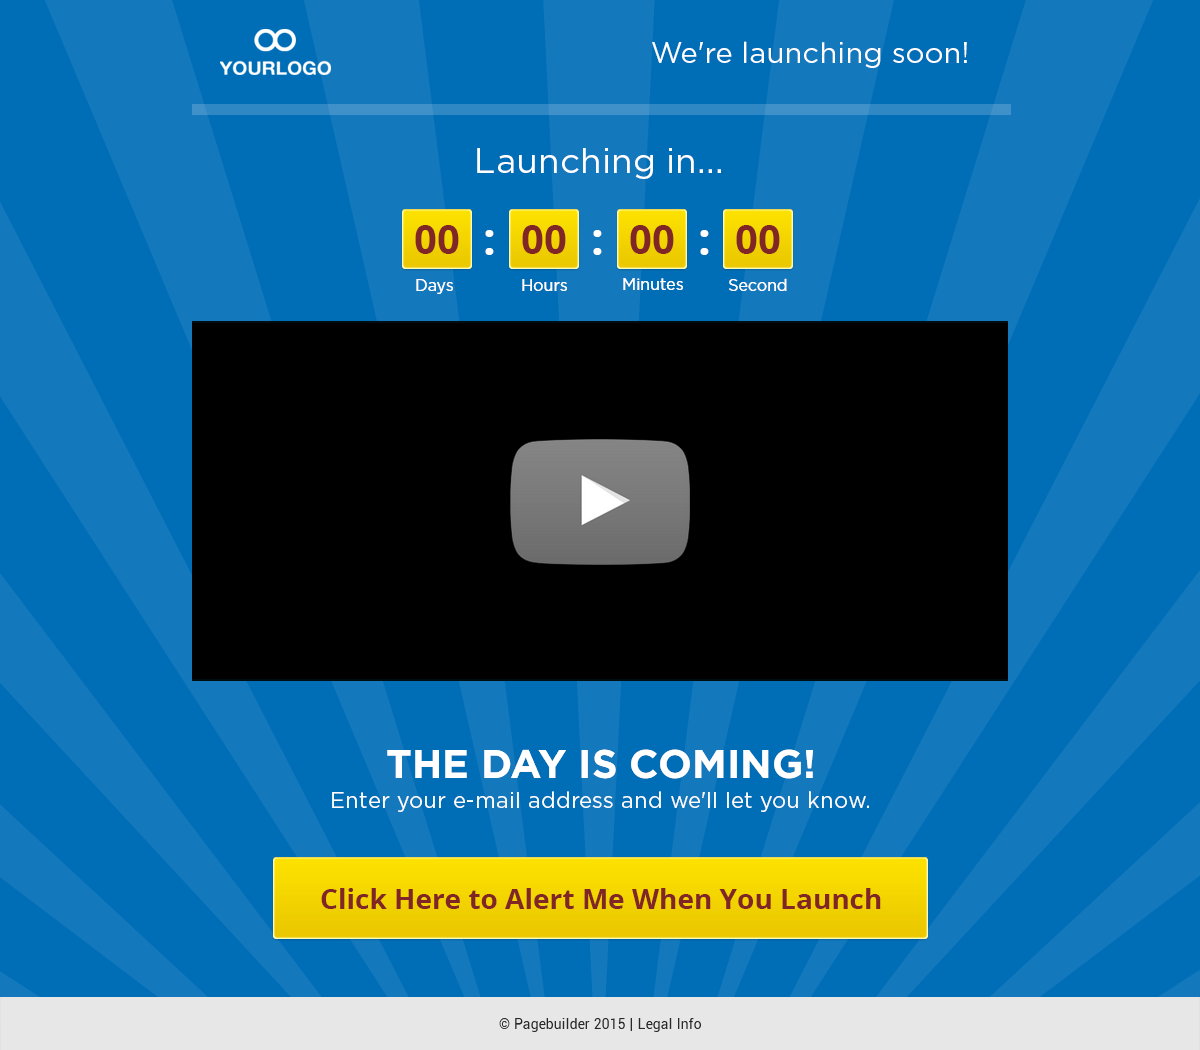 YOURLOGO
We're launching soon!
Launching in...
00 : 00 : 00 : 00
Days Hours Minutes Second
THE DAY IS COMING!
Enter your e-mail address and we'll let you know.
Click Here to Alert Me When You Launch
© Pagebuilder 2015 | Legal Info